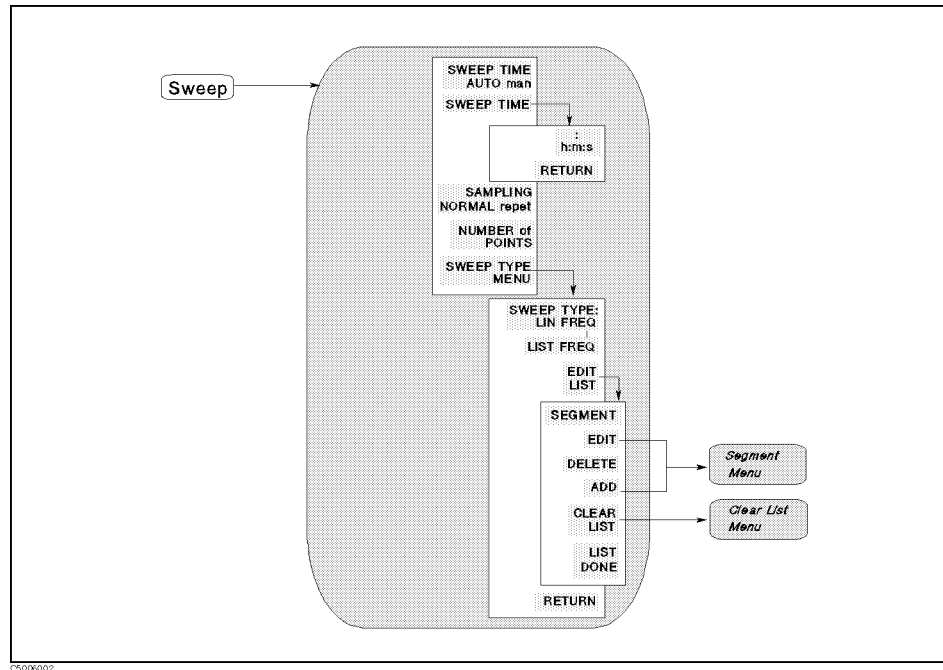 Sweep
SWEEP TIME
AUTO man
SWEEP TIME
:
h:m:s
RETURN
SAMPLING
NORMAL repet
NUMBER of
POINTS
SWEEP TYPE
MENU
SWEEP TYPE:
LIN FREQ
LIST FREQ
EDIT
LIST
SEGMENT
EDIT
DELETE
ADD
CLEAR
LIST
LIST
DONE
RETURN
Segment
Menu
Clear List
Menu
C5006002